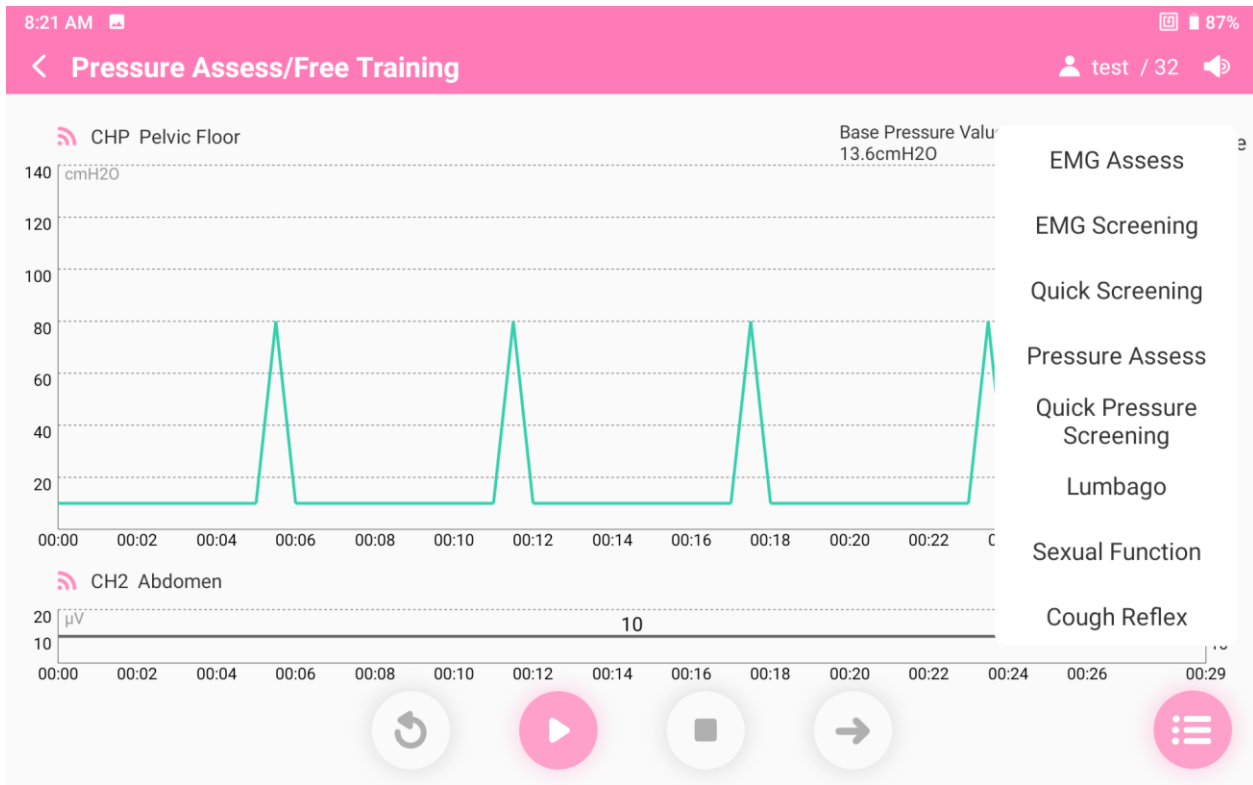 8:21 AM
87%
Pressure Assess/Free Training
test / 32
CHP Pelvic Floor
Base Pressure Valu
13.6cmH2O
e
EMG Assess
EMG Screening
Quick Screening
Pressure Assess
Quick Pressure
Screening
Lumbago
Sexual Function
Cough Reflex
140
cmH2O
120
100
80
60
40
20
00:00 00:02 00:04 00:06 00:08 00:10 00:12 00:14 00:16 00:18 00:20 00:22
CH2 Abdomen
20
µV
10
10
00:00 00:02 00:04 00:06 00:08 00:10 00:12 00:14 00:16 00:18 00:20 00:22 00:24 00:26 00:29